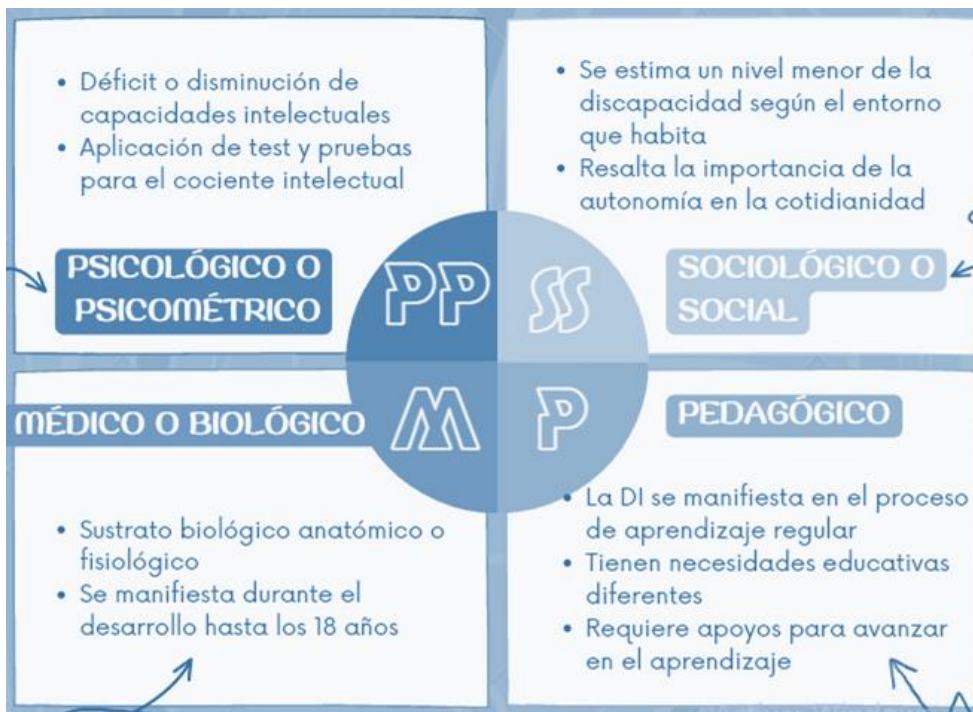 • Déficit o disminución de
capacidades intelectuales
• Aplicación de test y pruebas
para el cociente intelectual
PSICOLÓGICO O
PSICOMÉTRICO
PP
• Se estima un nivel menor de la
discapacidad según el entorno
que habita
• Resalta la importancia de la
autonomía en la cotidianidad
SS
SOCIOLÓGICO O
SOCIAL
MÉDICO O BIOLÓGICO
M
• Sustrato biológico anatómico o
fisiológico
• Se manifiesta durante el
desarrollo hasta los 18 años
P
PEDAGÓGICO
• La DI se manifiesta en el proceso
de aprendizaje regular
• Tienen necesidades educativas
diferentes
• Requiere apoyos para avanzar
en el aprendizaje